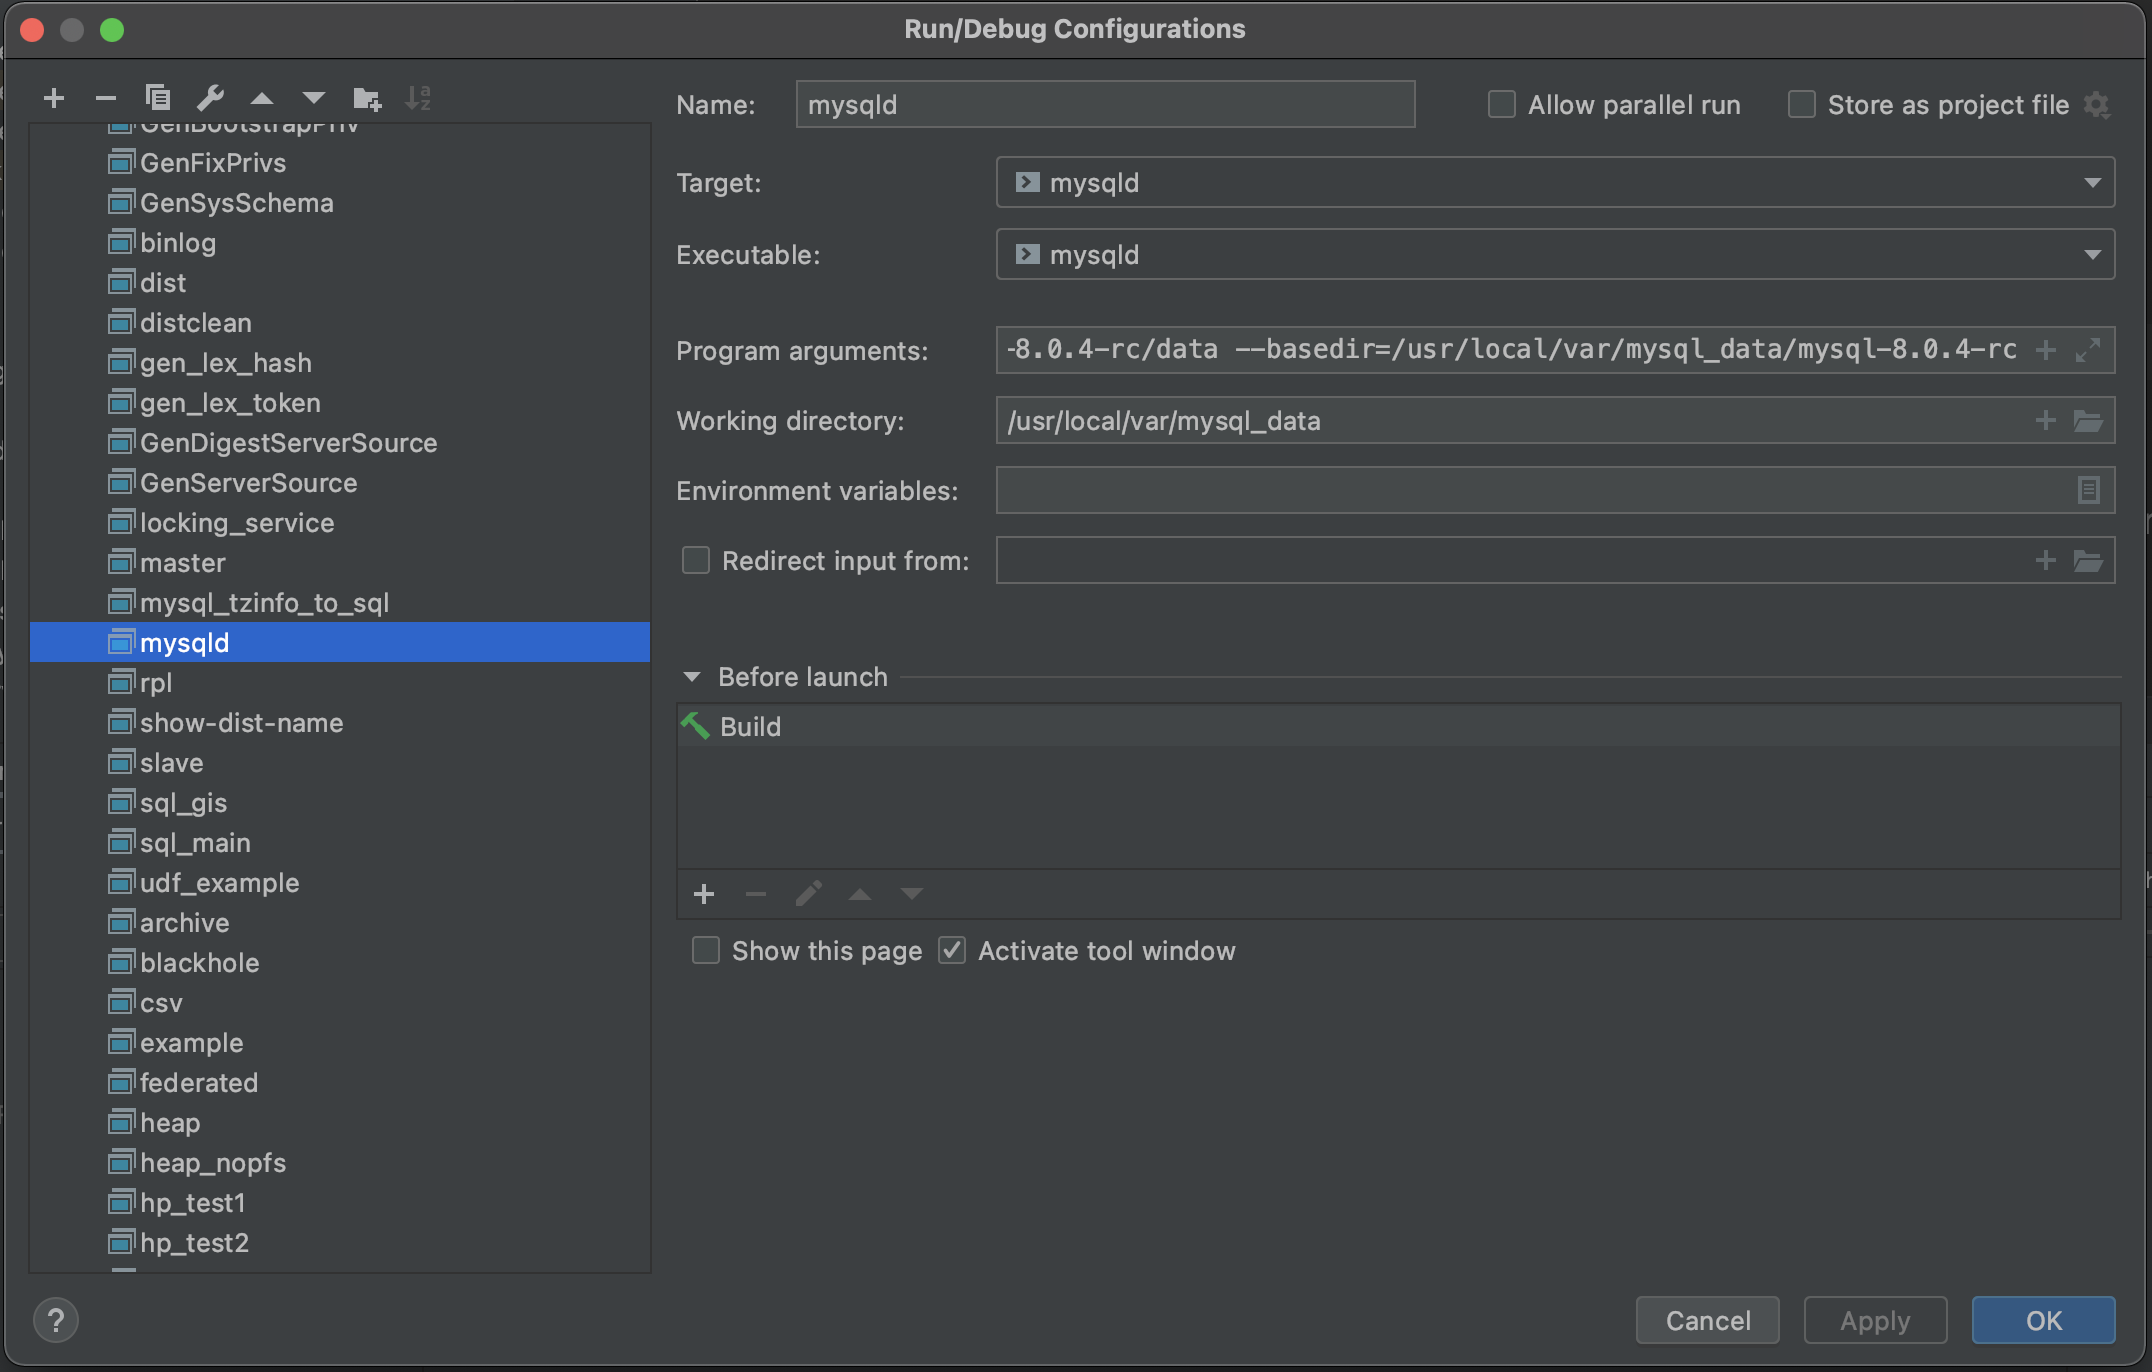 Run/Debug Configurations
GenBootstrapPriv
GenFixPrivs
GenSysSchema
binlog
dist
distclean
gen_lex_hash
gen_lex_token
GenDigestServerSource
GenServerSource
locking_service
master
mysql_tzinfo_to_sql
mysqld
rpl
show-dist-name
slave
sql_gis
sql_main
udf_example
archive
blackhole
csv
example
federated
heap
heap_nopfs
hp_test1
hp_test2
Name: mysqld Allow parallel run Store as project file
Target: mysqld
Executable: mysqld
Program arguments: -8.0.4-rc/data --basedir=/usr/local/var/mysql_data/mysql-8.0.4-rc
Working directory: /usr/local/var/mysql_data
Environment variables:
Redirect input from:
Before launch
Build
Show this page Activate tool window
? Cancel Apply OK